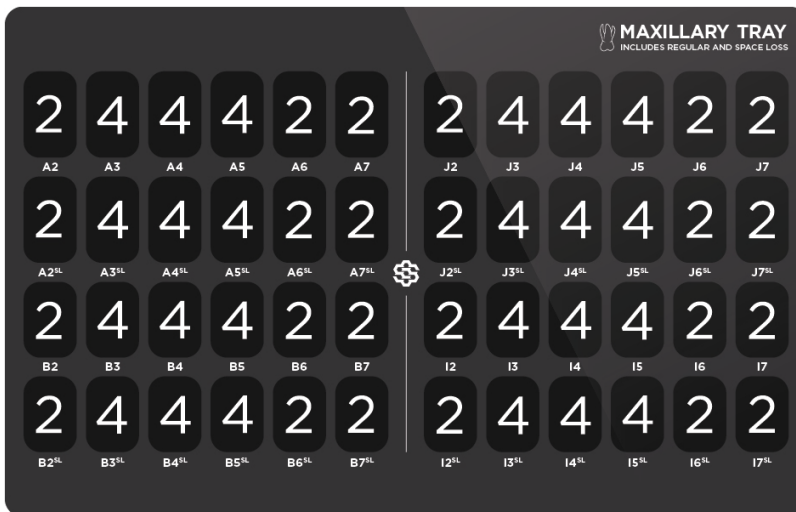 MAXILLARY TRAY
INCLUDES REGULAR AND SPACE LOSS
2 4 4 4 2 2 2 4 4 4 2 2
A2 A3 A4 A5 A6 A7 J2 J3 J4 J5 J6 J7
2 4 4 4 2 2 2 4 4 4 2 2
A2SL A3SL A4SL A5SL A6SL A7SL J2SL J3SL J4SL J5SL J6SL J7SL
2 4 4 4 2 2 2 4 4 4 2 2
B2 B3 B4 B5 B6 B7 I2 I3 I4 I5 I6 I7
2 4 4 4 2 2 2 4 4 4 2 2
B2SL B3SL B4SL B5SL B6SL B7SL I2SL I3SL I4SL I5SL I6SL I7SL